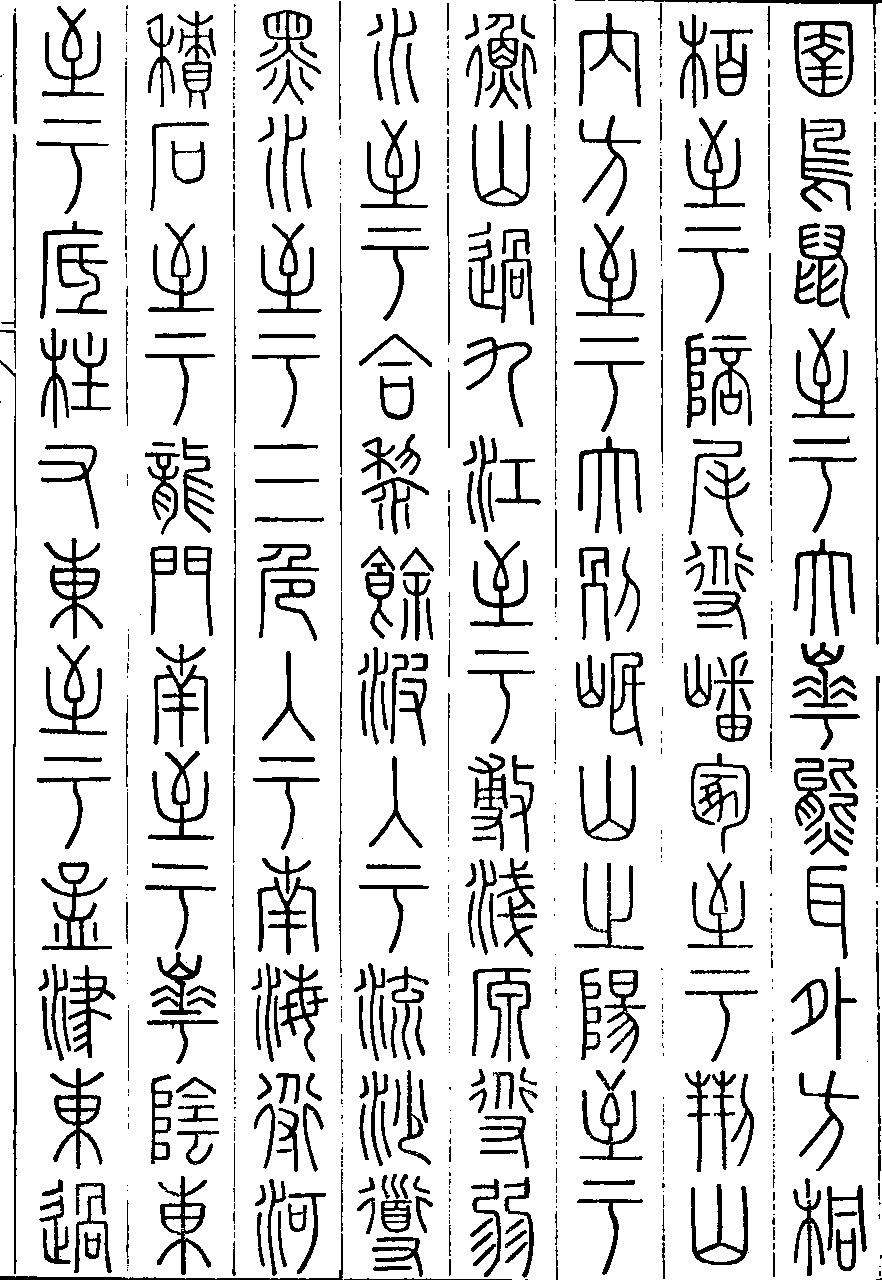 圉鳥鼠至于大華熊耳外方桐
柏至于陪尾導嶓冢至于荊山
內方至于大別岷山之陽至于
衡山過九江至于敷淺原導弱
水至于合黎餘波入于流沙導
黑水至于三危入于南海導河
積石至于龍門南至于華陰東
至于底柱又東至于孟津東過